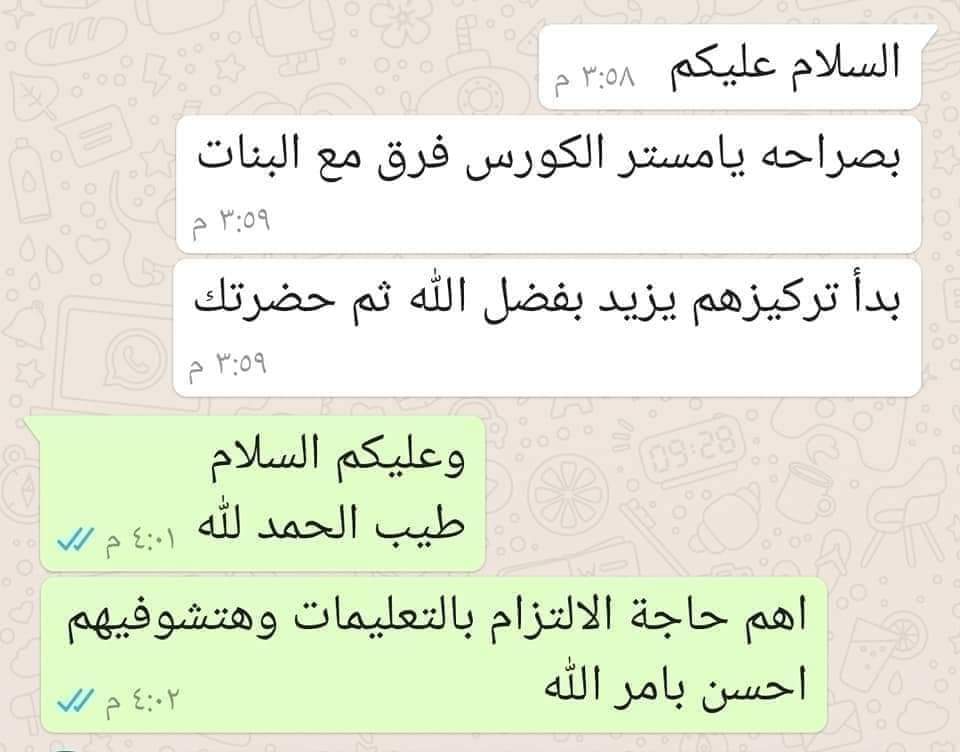 السلام عليكم ٣:٥٨ م
بصراحه يامستر الكورس فرق مع البنات
٣:٥٩ م
بدأ تركيزهم يزيد بفضل الله ثم حضرتك
٣:٥٩ م
وعليكم السلام
طيب الحمد لله ٤:٠١ م
اهم حاجة الالتزام بالتعليمات وهتشوفيهم
احسن بامر الله ٤:٠٢ م
09:28